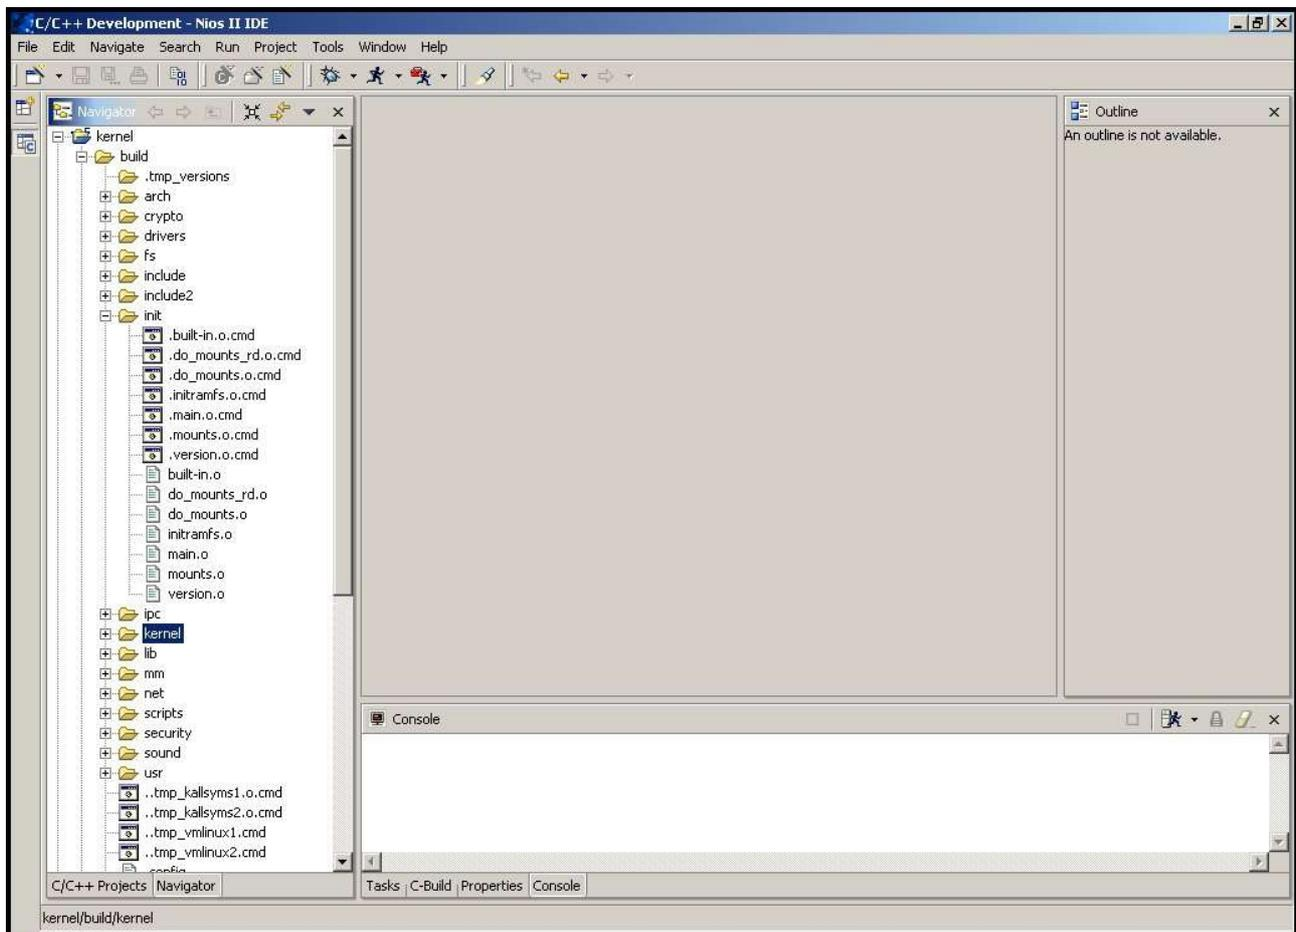 C/C++ Development - Nios II IDE
File Edit Navigate Search Run Project Tools Window Help
Navigator
kernel
build
.tmp_versions
arch
crypto
drivers
fs
include
include2
init
.built-in.o.cmd
.do_mounts_rd.o.cmd
.do_mounts.o.cmd
.initramfs.o.cmd
.main.o.cmd
.mounts.o.cmd
.version.o.cmd
built-in.o
do_mounts_rd.o
do_mounts.o
initramfs.o
main.o
mounts.o
version.o
ipc
kernel
lib
mm
net
scripts
security
sound
usr
..tmp_kallsyms1.o.cmd
..tmp_kallsyms2.o.cmd
..tmp_vmlinux1.cmd
..tmp_vmlinux2.cmd
.config
C/C++ Projects Navigator
Outline
An outline is not available.
Console
Tasks C-Build Properties Console
kernel/build/kernel